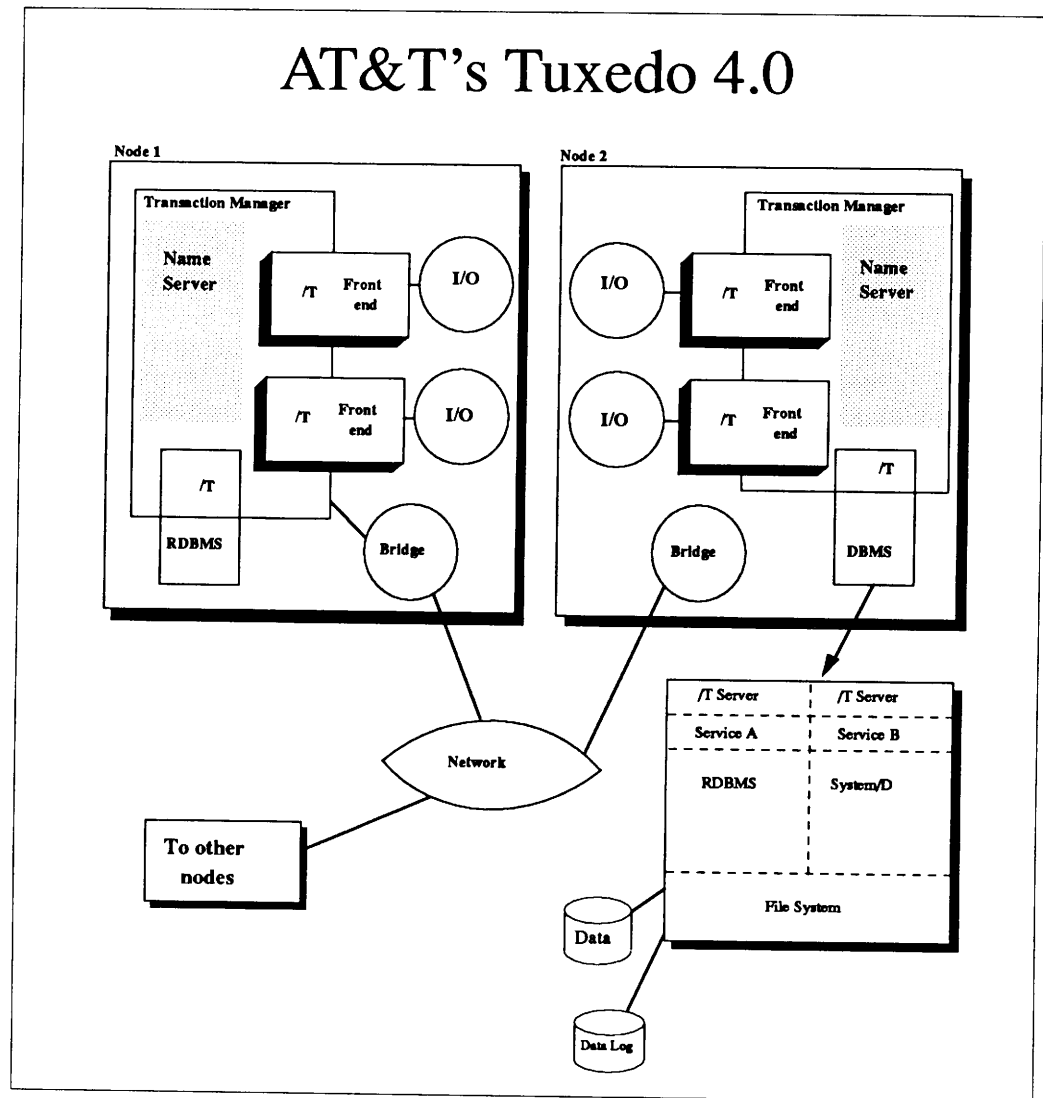 AT&T's Tuxedo 4.0
Node 1
Transaction Manager
Name
Server
/T
Front
end
I/O
/T
Front
end
I/O
/T
RDBMS
Bridge
Node 2
Transaction Manager
I/O
/T
Front
end
Name
Server
I/O
/T
Front
end
/T
DBMS
Bridge
Network
To other
nodes
/T Server
/T Server
Service A
Service B
RDBMS
System/D
File System
Data
Data Log